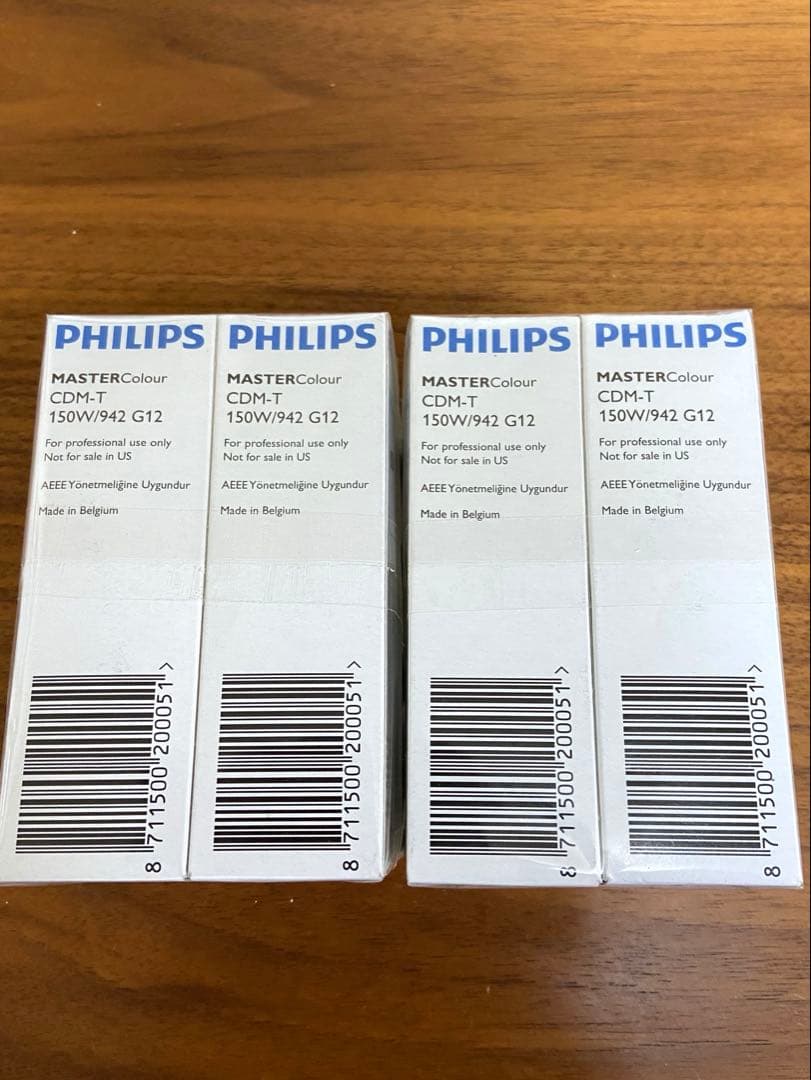 PHILIPS
MASTERColour
CDM-T
150W/942 G12
For professional use only
Not for sale in US
AEEE Yönetmeliğine Uygundur
Made in Belgium
8 711500 200051 >
PHILIPS
MASTERColour
CDM-T
150W/942 G12
For professional use only
Not for sale in US
AEEE Yönetmeliğine Uygundur
Made in Belgium
8 711500 200051 >
PHILIPS
MASTERColour
CDM-T
150W/942 G12
For professional use only
Not for sale in US
AEEE Yönetmeliğine Uygundur
Made in Belgium
8 711500 200051 >
PHILIPS
MASTERColour
CDM-T
150W/942 G12
For professional use only
Not for sale in US
AEEE Yönetmeliğine Uygundur
Made in Belgium
8 711500 200051 >